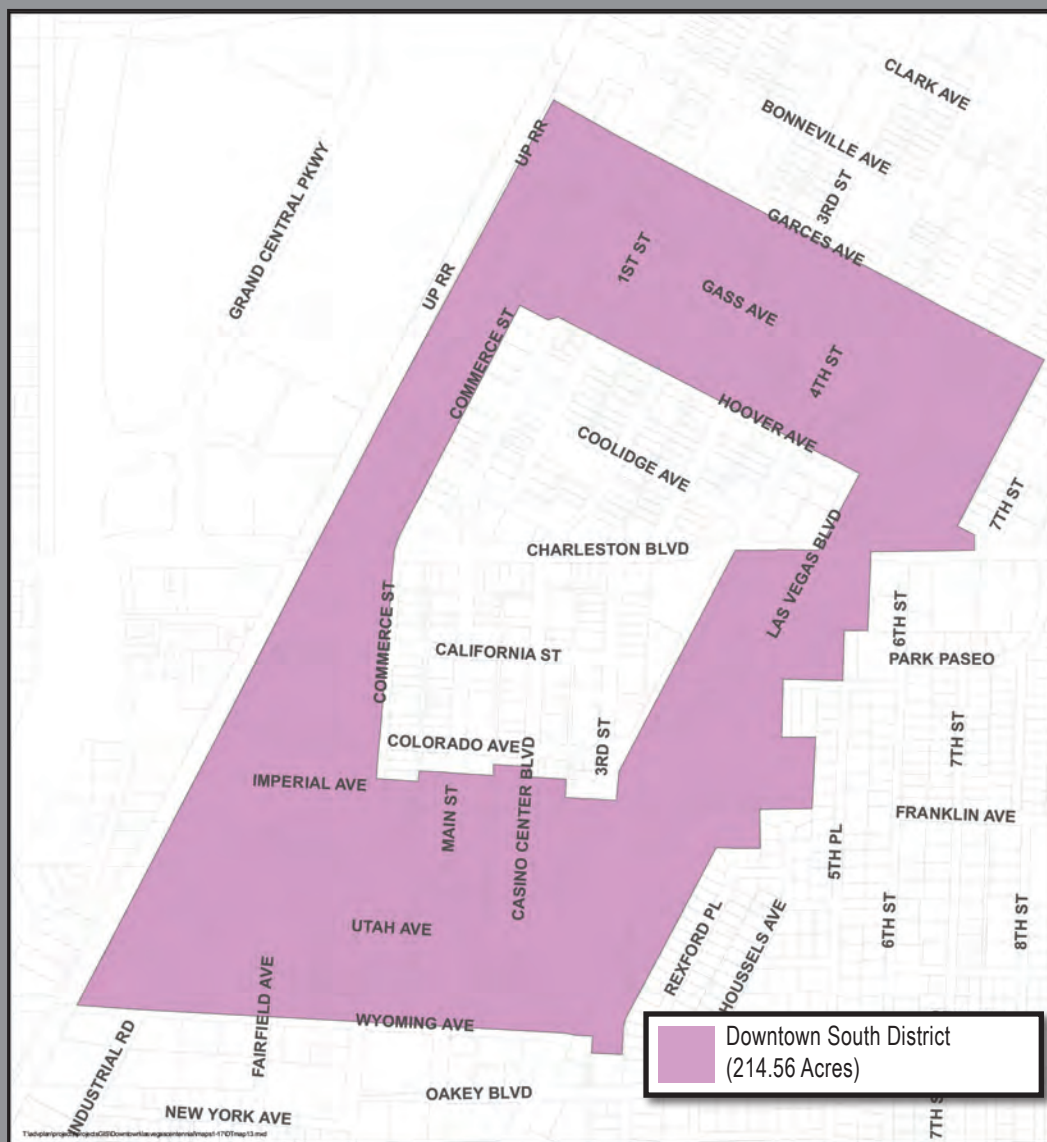 CLARK AVE
BONNEVILLE AVE
UP RR
3RD ST
GARCES AVE
GRAND CENTRAL PKWY
1ST ST
UP RR
GASS AVE
COMMERCE ST
4TH ST
HOOVER AVE
COOLIDGE AVE
7TH ST
CHARLESTON BLVD
LAS VEGAS BLVD
COMMERCE ST
6TH ST
CALIFORNIA ST
PARK PASEO
3RD ST
7TH ST
COLORADO AVE
IMPERIAL AVE
MAIN ST
CASINO CENTER BLVD
FRANKLIN AVE
5TH PL
UTAH AVE
6TH ST
8TH ST
REXFORD PL
HOUSSELS AVE
FAIRFIELD AVE
WYOMING AVE
INDUSTRIAL RD
Downtown South District
(214.56 Acres)
OAKEY BLVD
NEW YORK AVE
7TH S